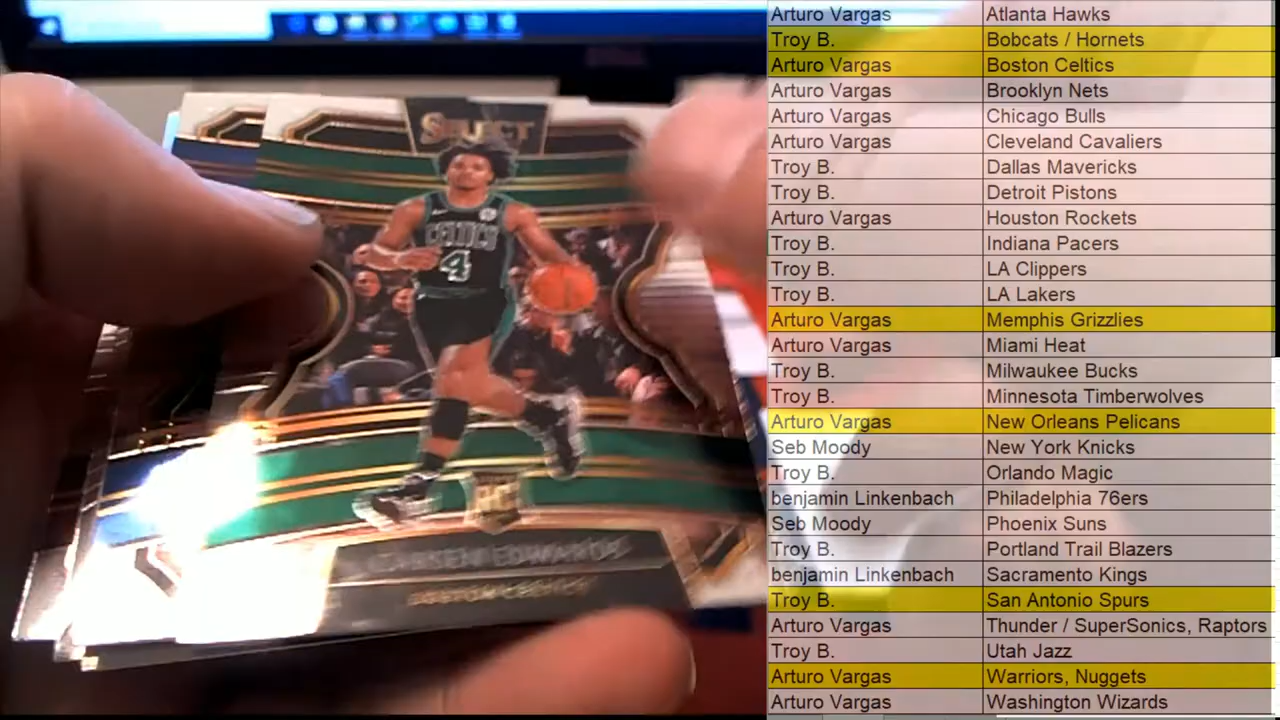 SELECT
CELTICS
4
RC
CARSEN EDWARDS
BOSTON CELTICS
Arturo Vargas Atlanta Hawks
Troy B. Bobcats / Hornets
Arturo Vargas Boston Celtics
Arturo Vargas Brooklyn Nets
Arturo Vargas Chicago Bulls
Arturo Vargas Cleveland Cavaliers
Troy B. Dallas Mavericks
Troy B. Detroit Pistons
Arturo Vargas Houston Rockets
Troy B. Indiana Pacers
Troy B. LA Clippers
Troy B. LA Lakers
Arturo Vargas Memphis Grizzlies
Arturo Vargas Miami Heat
Troy B. Milwaukee Bucks
Troy B. Minnesota Timberwolves
Arturo Vargas New Orleans Pelicans
Seb Moody New York Knicks
Troy B. Orlando Magic
benjamin Linkenbach Philadelphia 76ers
Seb Moody Phoenix Suns
Troy B. Portland Trail Blazers
benjamin Linkenbach Sacramento Kings
Troy B. San Antonio Spurs
Arturo Vargas Thunder / SuperSonics, Raptors
Troy B. Utah Jazz
Arturo Vargas Warriors, Nuggets
Arturo Vargas Washington Wizards